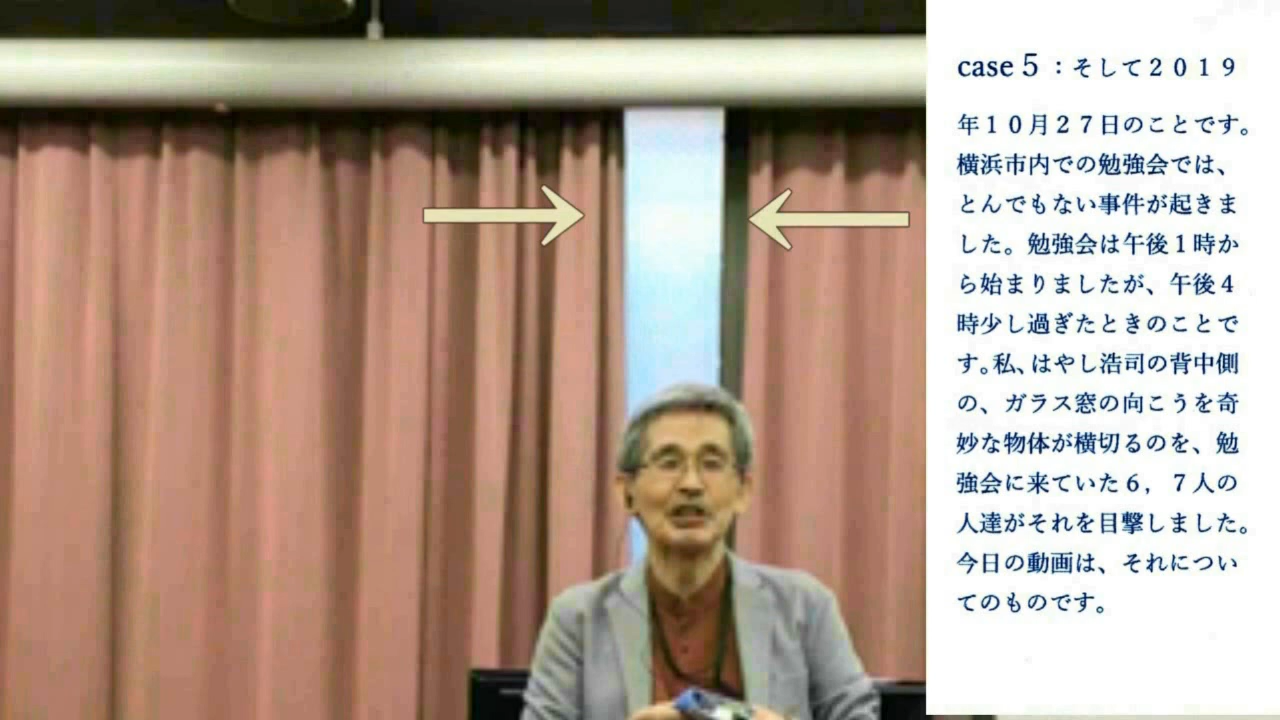 case５：そして２０１９
年１０月２７日のことです。
横浜市内での勉強会では、
とんでもない事件が起きま
した。勉強会は午後１時か
ら始まりましたが、午後４
時少し過ぎたときのことで
す。私、はやし浩司の背中側
の、ガラス窓の向こうを奇
妙な物体が横切るのを、勉
強会に来ていた６，７人の
人達がそれを目撃しました。
今日の動画は、それについ
てのものです。